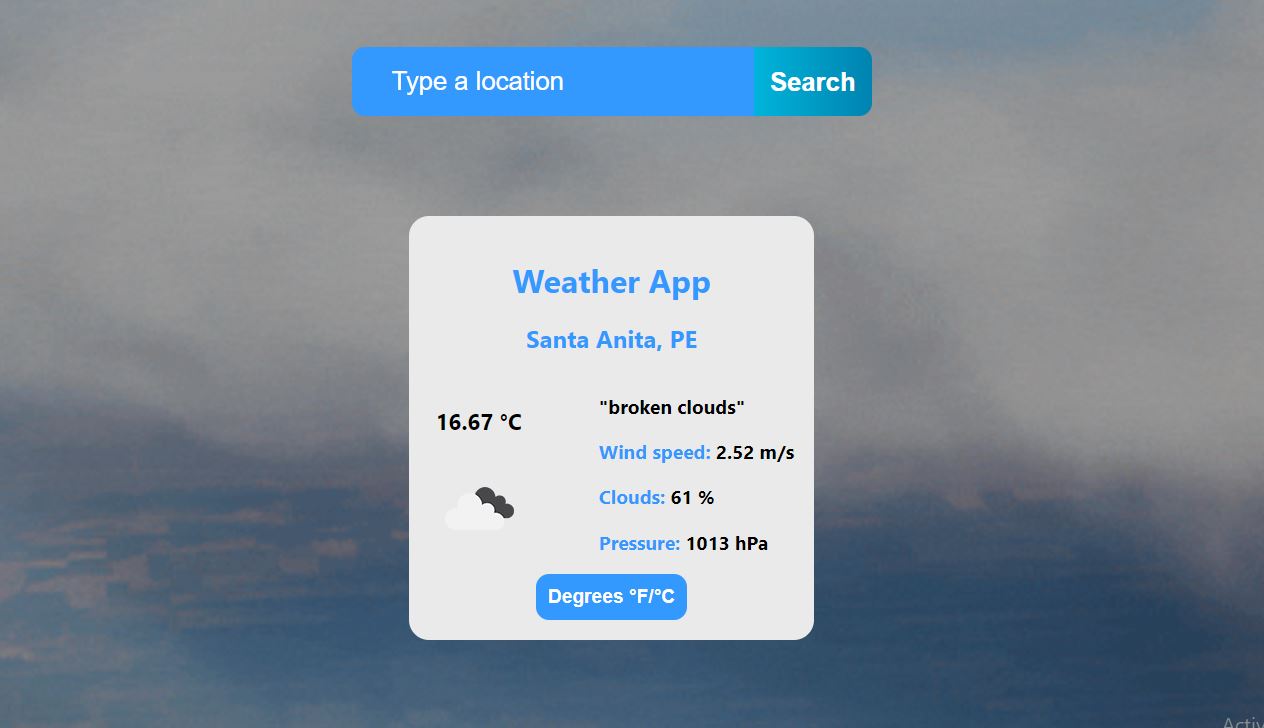 Type a location
Search
Weather App
Santa Anita, PE
16.67 °C
"broken clouds"
Wind speed: 2.52 m/s
Clouds: 61 %
Pressure: 1013 hPa
Degrees °F/°C